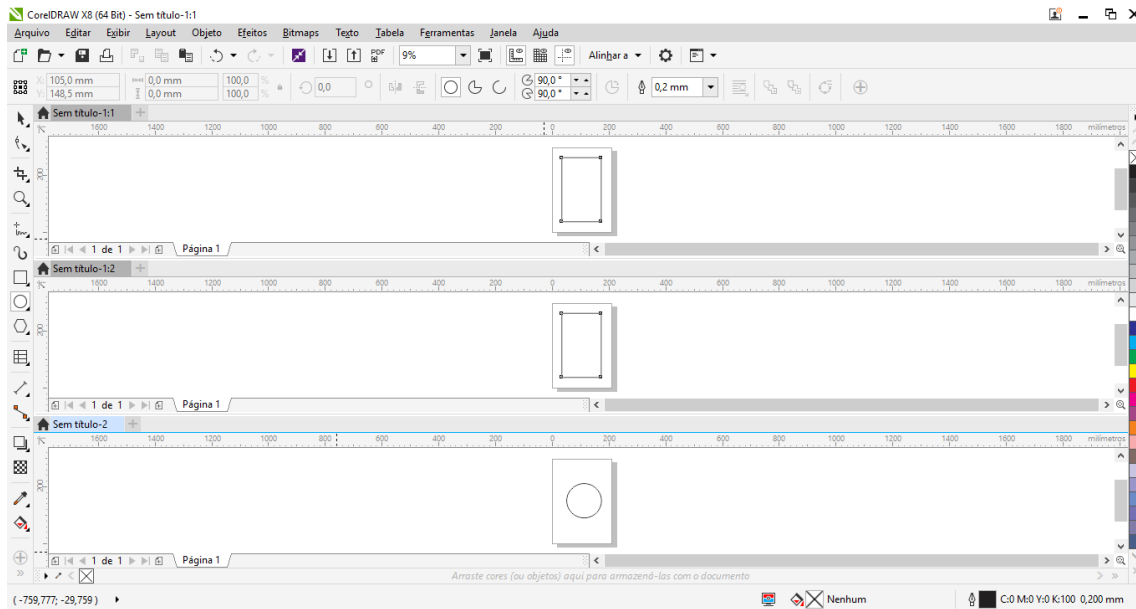 CorelDRAW X8 (64 Bit) - Sem título-1:1
Arquivo Editar Exibir Layout Objeto Efeitos Bitmaps Texto Tabela Ferramentas Janela Ajuda
PDF 9% Alinhar a
X: 105,0 mm 0,0 mm 100,0 % 0,0 ° 90,0 ° 0,2 mm
Y: 148,5 mm 0,0 mm 100,0 % 90,0 °
Sem título-1:1
1600 1400 1200 1000 800 600 400 200 0 200 400 600 800 1000 1200 1400 1600 1800 milímetros
200
1 de 1 Página 1
Sem título-1:2
1600 1400 1200 1000 800 600 400 200 0 200 400 600 800 1000 1200 1400 1600 1800 milímetros
200
1 de 1 Página 1
Sem título-2
1600 1400 1200 1000 800 600 400 200 0 200 400 600 800 1000 1200 1400 1600 1800 milímetros
200
1 de 1 Página 1
Arraste cores (ou objetos) aqui para armazená-las com o documento
( -759,777; -29,759 ) Nenhum C:0 M:0 Y:0 K:100 0,200 mm